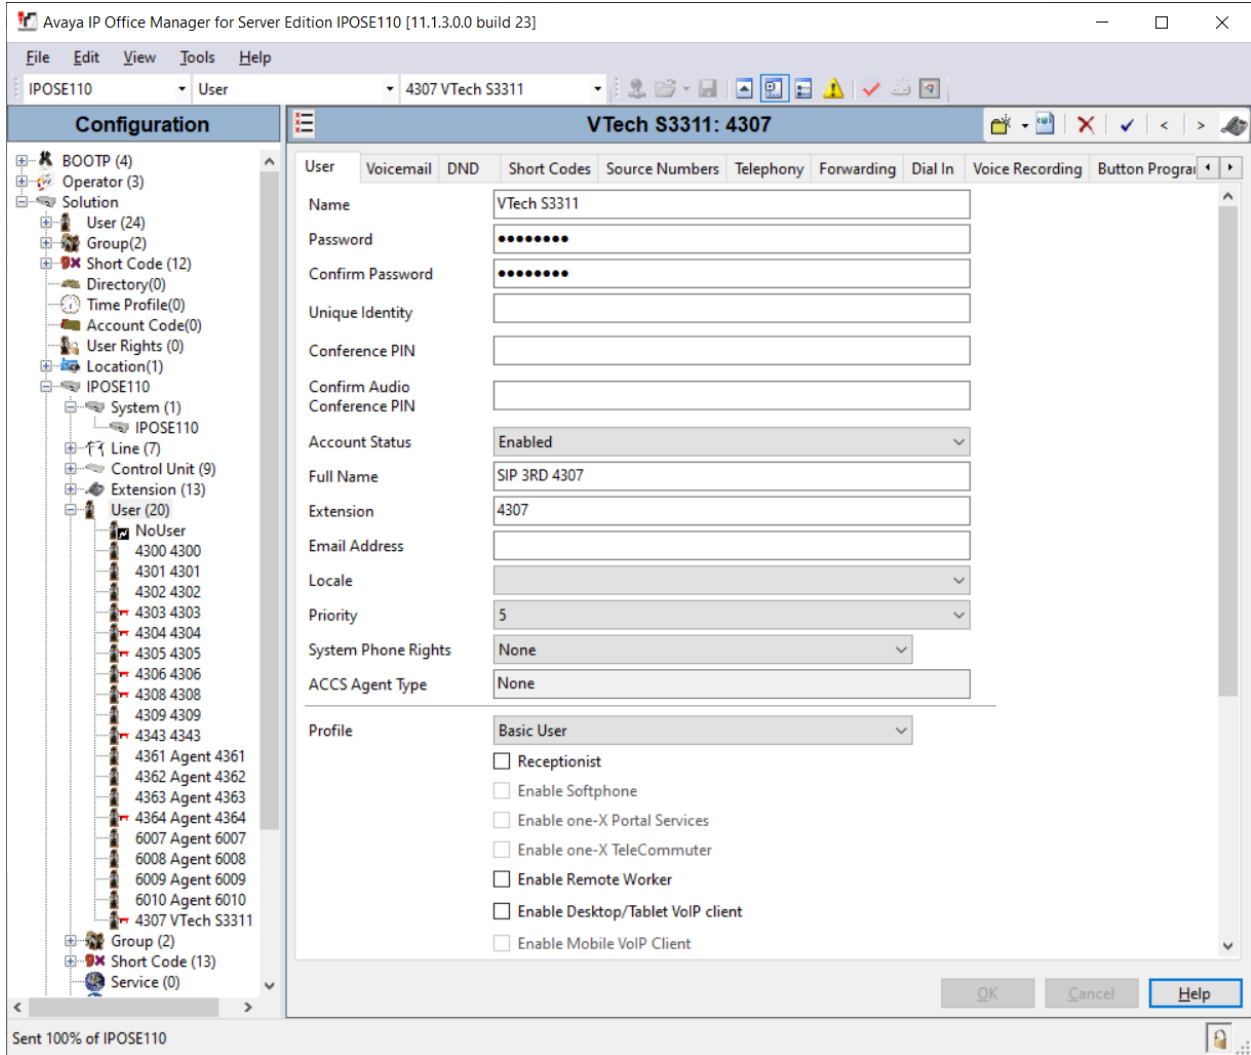 Avaya IP Office Manager for Server Edition IPOSE110 [11.1.3.0.0 build 23]
File Edit View Tools Help
IPOSE110 User 4307 VTech S3311
Configuration
BOOTP (4)
Operator (3)
Solution
User (24)
Group(2)
Short Code (12)
Directory(0)
Time Profile(0)
Account Code(0)
User Rights (0)
Location(1)
IPOSE110
System (1)
IPOSE110
Line (7)
Control Unit (9)
Extension (13)
User (20)
NoUser
4300 4300
4301 4301
4302 4302
4303 4303
4304 4304
4305 4305
4306 4306
4308 4308
4309 4309
4343 4343
4361 Agent 4361
4362 Agent 4362
4363 Agent 4363
4364 Agent 4364
6007 Agent 6007
6008 Agent 6008
6009 Agent 6009
6010 Agent 6010
4307 VTech S3311
Group (2)
Short Code (13)
Service (0)
VTech S3311: 4307
User Voicemail DND Short Codes Source Numbers Telephony Forwarding Dial In Voice Recording Button Program
Name VTech S3311
Password ●●●●●●●●
Confirm Password ●●●●●●●●
Unique Identity
Conference PIN
Confirm Audio
Conference PIN
Account Status Enabled
Full Name SIP 3RD 4307
Extension 4307
Email Address
Locale
Priority 5
System Phone Rights None
ACCS Agent Type None
Profile Basic User
Receptionist
Enable Softphone
Enable one-X Portal Services
Enable one-X TeleCommuter
Enable Remote Worker
Enable Desktop/Tablet VoIP client
Enable Mobile VoIP Client
OK Cancel Help
Sent 100% of IPOSE110